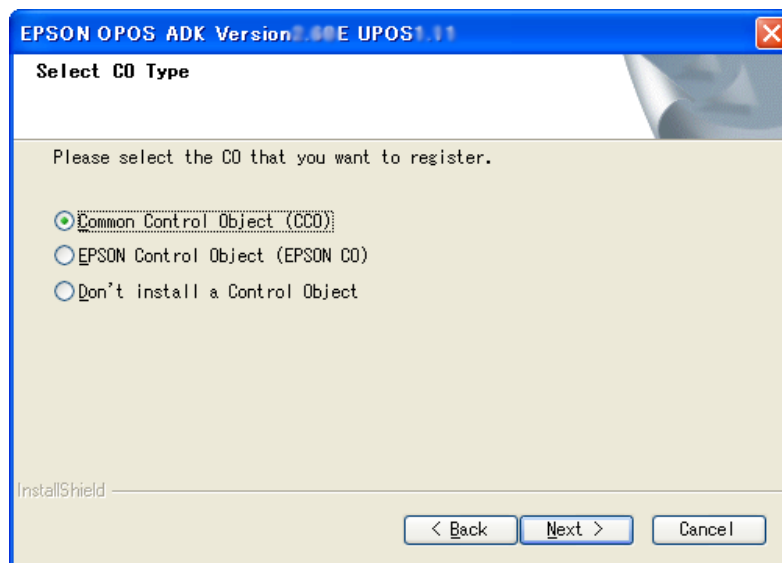 EPSON OPOS ADK Version E UPOS
Select CO Type
Please select the CO that you want to register.
Common Control Object (CCO)
EPSON Control Object (EPSON CO)
Don't install a Control Object
InstallShield
< Back
Next >
Cancel